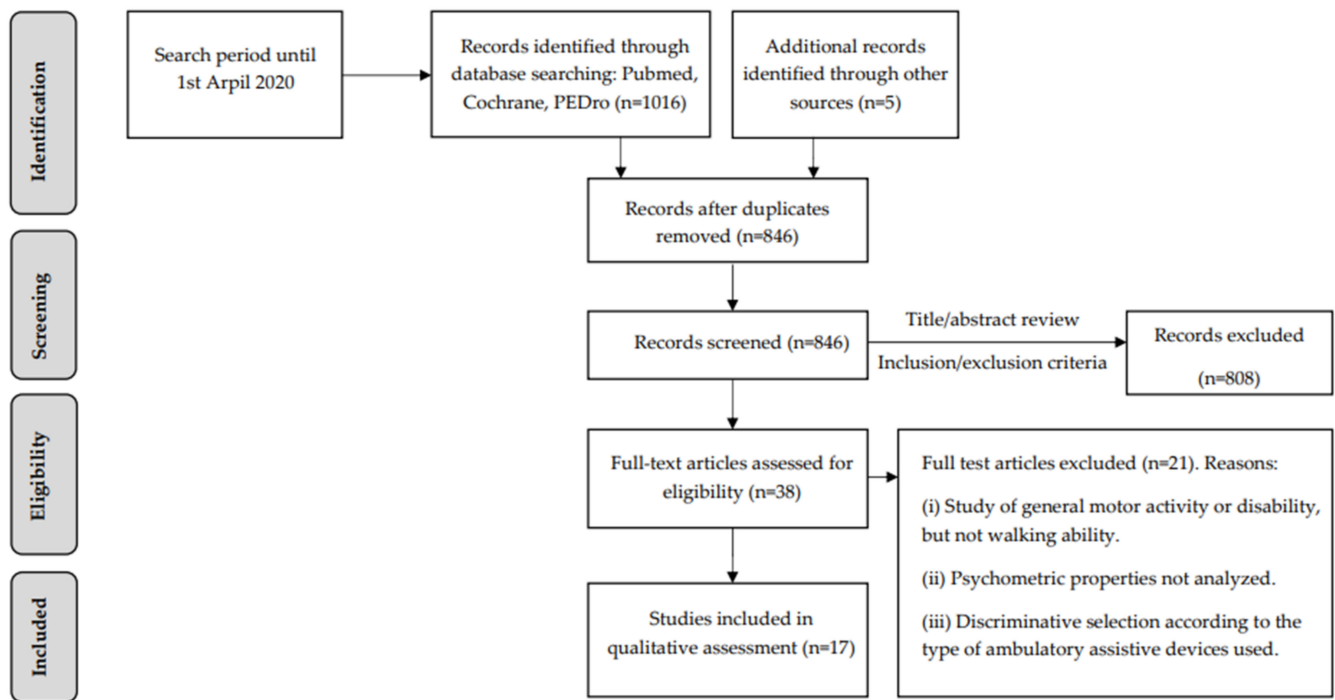 Identification
Search period until
1st Arpil 2020
Records identified through
database searching: Pubmed,
Cochrane, PEDro (n=1016)
Additional records
identified through other
sources (n=5)
Records after duplicates
removed (n=846)
Screening
Records screened (n=846)
Title/abstract review
Inclusion/exclusion criteria
Records excluded
(n=808)
Eligibility
Full-text articles assessed for
eligibility (n=38)
Full test articles excluded (n=21). Reasons:
(i) Study of general motor activity or disability,
but not walking ability.
(ii) Psychometric properties not analyzed.
(iii) Discriminative selection according to the
type of ambulatory assistive devices used.
Included
Studies included in
qualitative assessment (n=17)